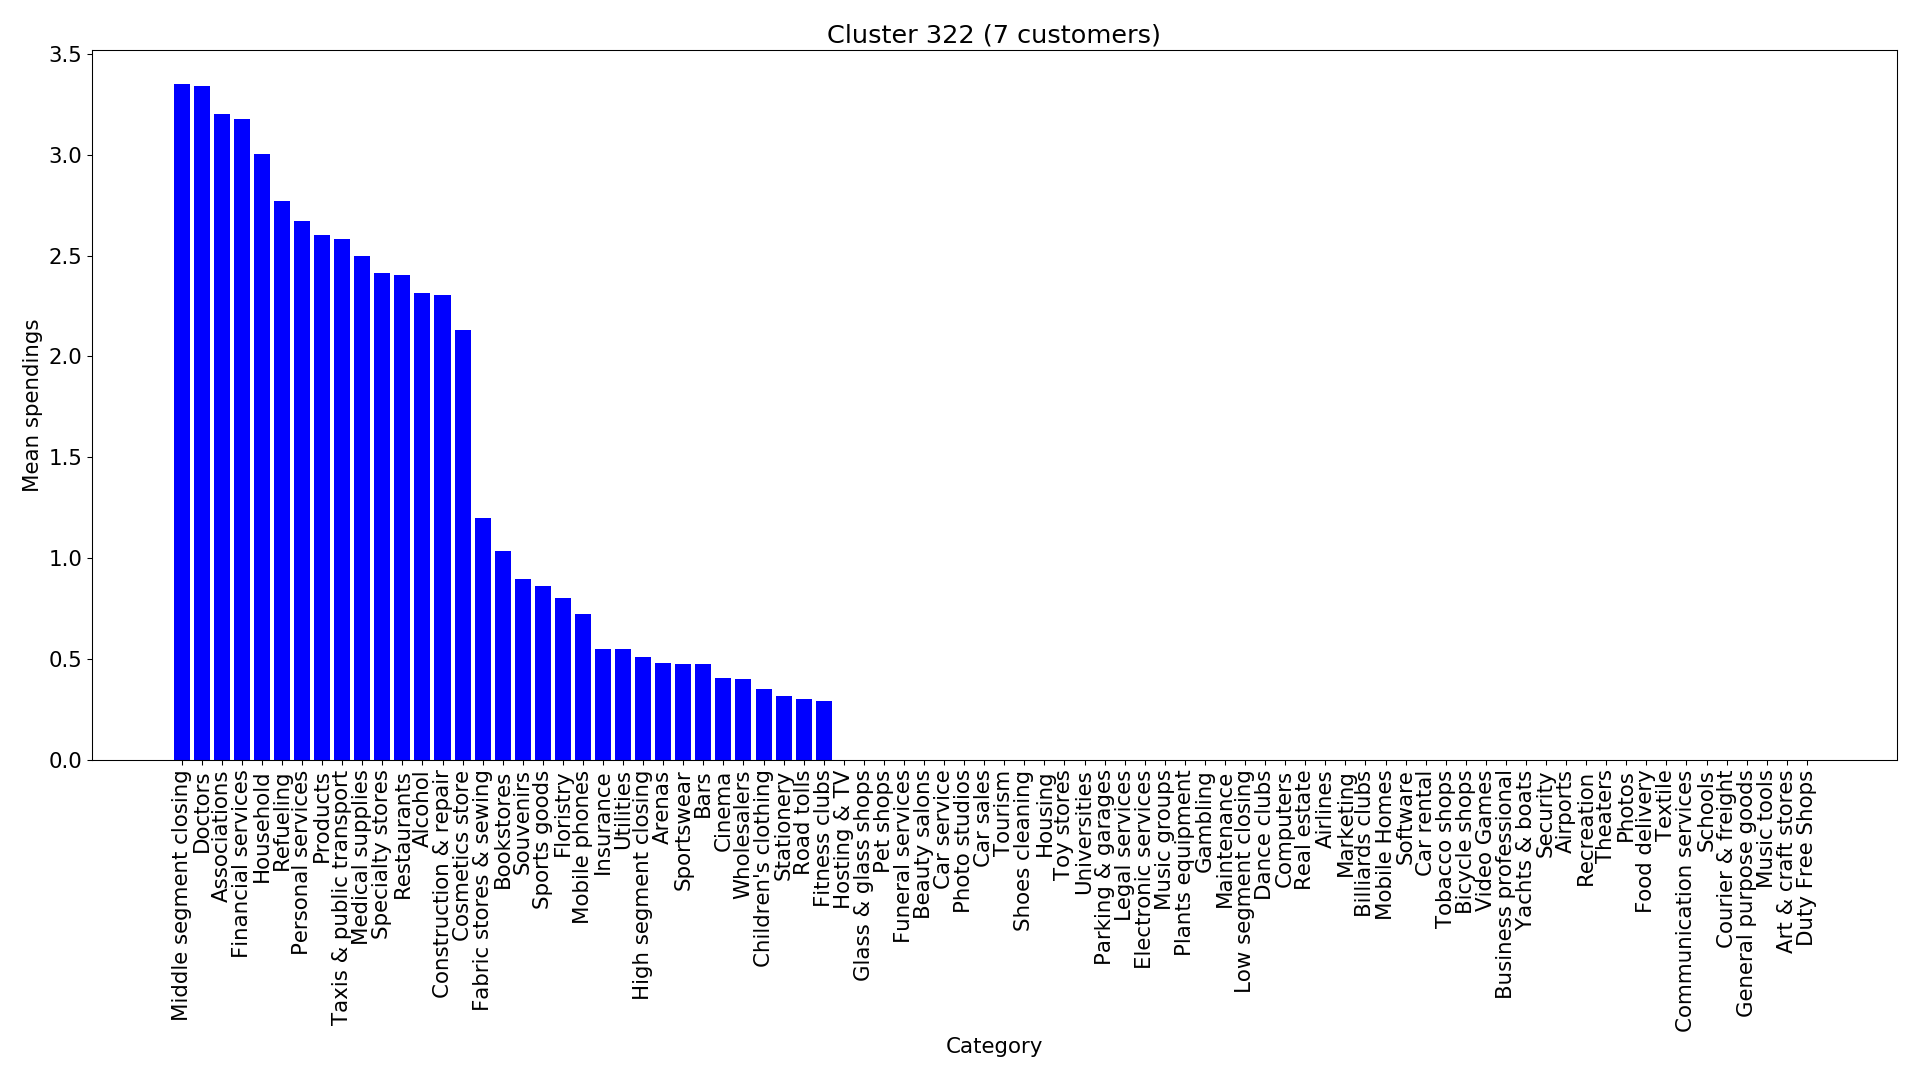 Cluster 322 (7 customers)
3.5
3.0
2.5
2.0
1.5
1.0
0.5
0.0
Mean spendings
Middle segment closing
Doctors
Associations
Financial services
Household
Refueling
Personal services
Products
Taxis & public transport
Medical supplies
Specialty stores
Restaurants
Alcohol
Construction & repair
Cosmetics store
Fabric stores & sewing
Bookstores
Souvenirs
Sports goods
Floristry
Mobile phones
Insurance
Utilities
High segment closing
Arenas
Sportswear
Bars
Cinema
Wholesalers
Children's clothing
Stationery
Road tolls
Fitness clubs
Hosting & TV
Glass & glass shops
Pet shops
Funeral services
Beauty salons
Car service
Photo studios
Car sales
Tourism
Shoes cleaning
Housing
Toy stores
Universities
Parking & garages
Legal services
Electronic services
Music groups
Plants equipment
Gambling
Maintenance
Low segment closing
Dance clubs
Computers
Real estate
Airlines
Marketing
Billiards clubs
Mobile Homes
Software
Car rental
Tobacco shops
Bicycle shops
Video Games
Business professional
Yachts & boats
Security
Airports
Recreation
Theaters
Photos
Food delivery
Textile
Communication services
Schools
Courier & freight
General purpose goods
Music tools
Art & craft stores
Duty Free Shops
Category